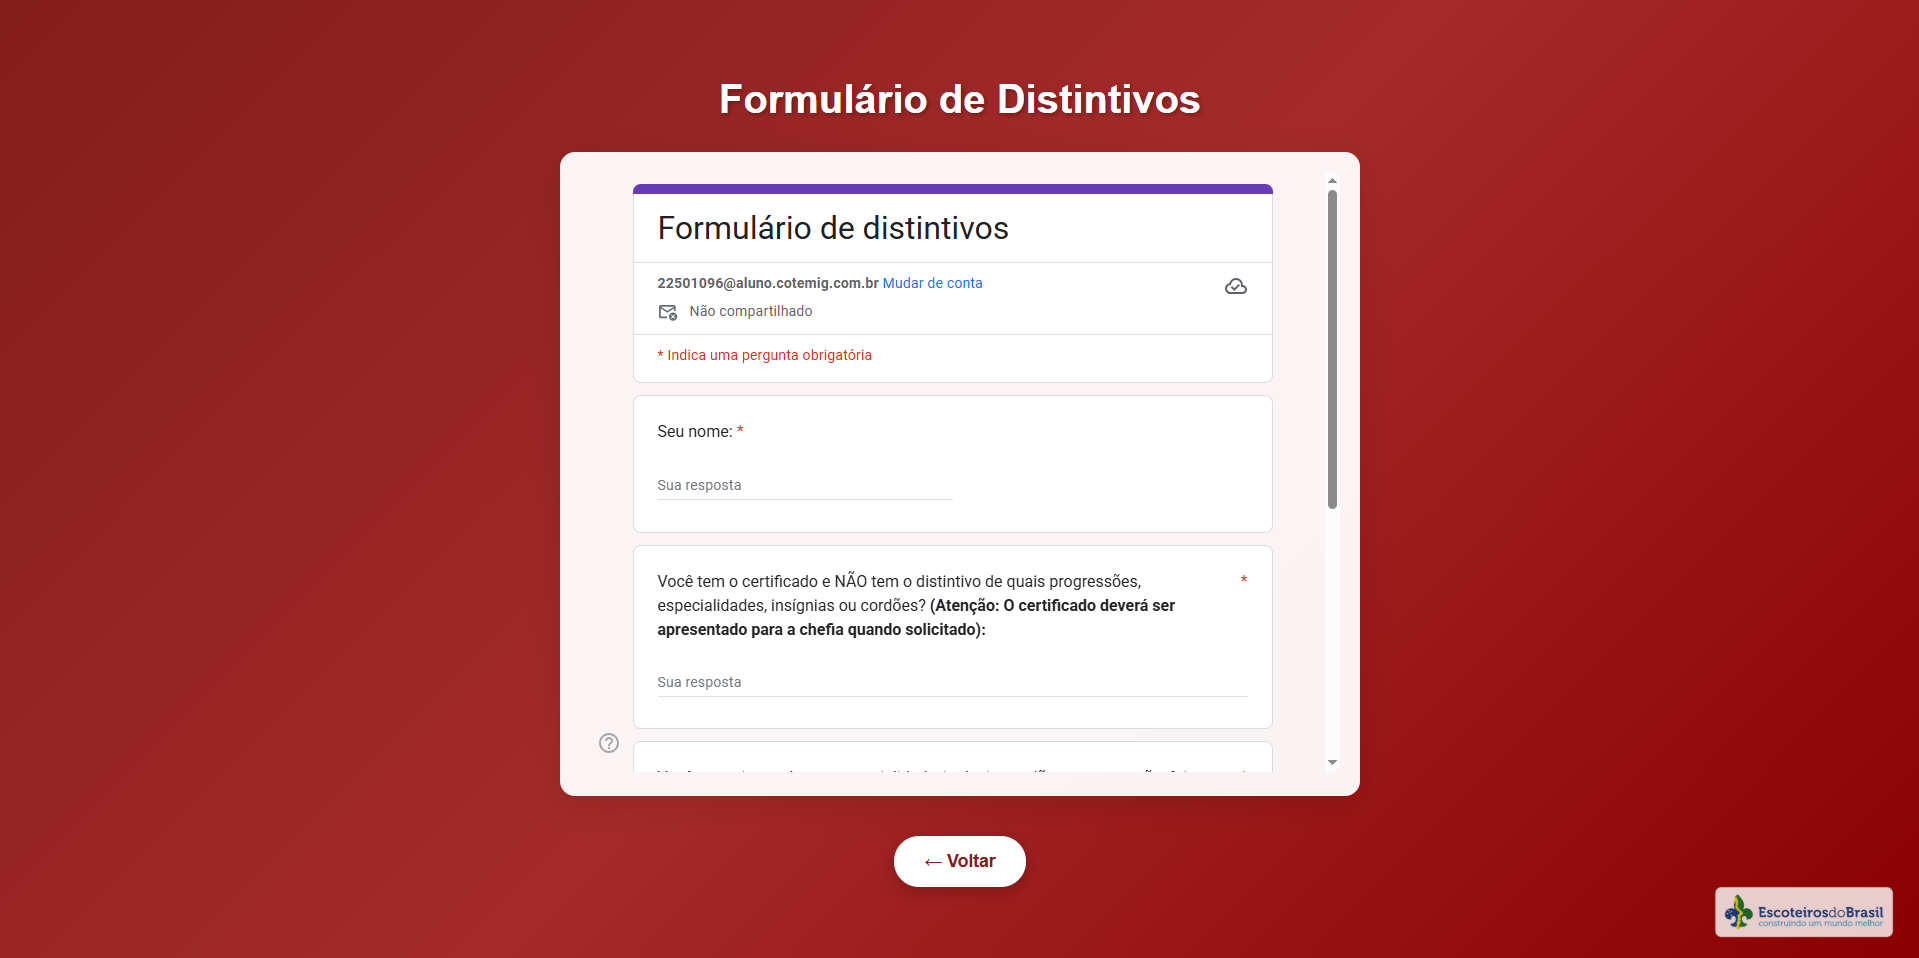 Formulário de Distintivos
Formulário de distintivos
22501096@aluno.cotemig.com.br Mudar de conta
Não compartilhado
* Indica uma pergunta obrigatória
Seu nome: *
Sua resposta
Você tem o certificado e NÃO tem o distintivo de quais progressões, *
especialidades, insígnias ou cordões? (Atenção: O certificado deverá ser
apresentado para a chefia quando solicitado):
Sua resposta
← Voltar
EscoteirosdoBrasil
construindo um mundo melhor